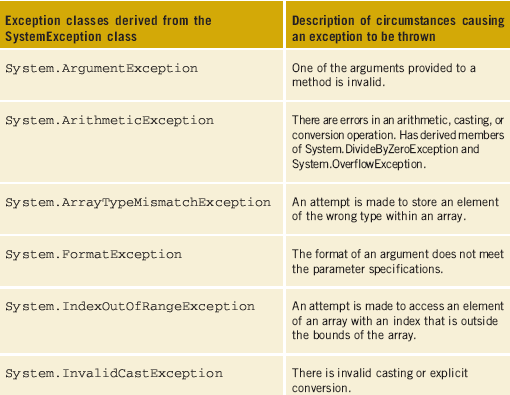 Exception classes derived from the
SystemException class
Description of circumstances causing
an exception to be thrown
System.ArgumentException
One of the arguments provided to a
method is invalid.
System.ArithmeticException
There are errors in an arithmetic, casting, or
conversion operation. Has derived members
of System.DivideByZeroException and
System.OverflowException.
System.ArrayTypeMismatchException
An attempt is made to store an element
of the wrong type within an array.
System.FormatException
The format of an argument does not meet
the parameter specifications.
System.IndexOutOfRangeException
An attempt is made to access an element
of an array with an index that is outside
the bounds of the array.
System.InvalidCastException
There is invalid casting or explicit
conversion.